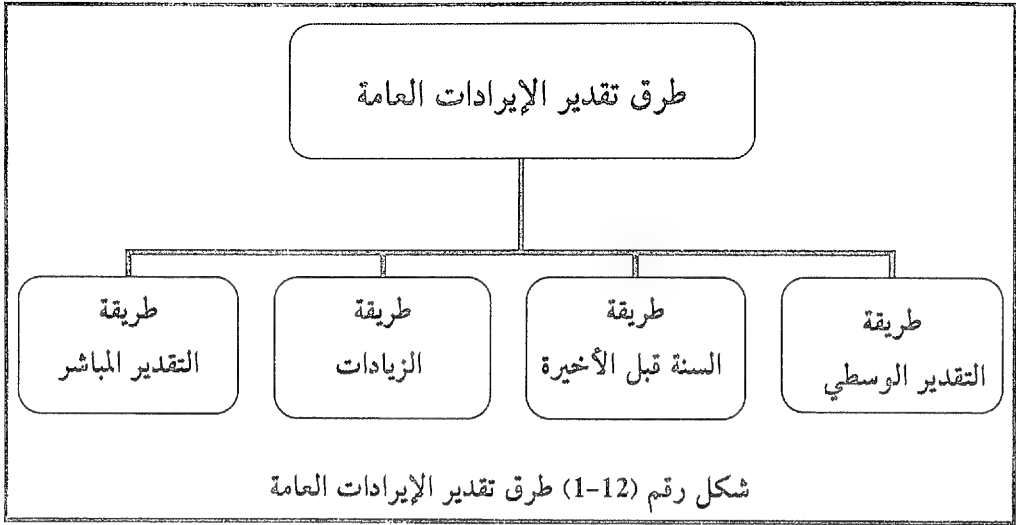 طرق تقدير الإيرادات العامة
طريقة
التقدير الوسطي
طريقة
السنة قبل الأخيرة
طريقة
الزيادات
طريقة
التقدير المباشر
شكل رقم (12-1) طرق تقدير الإيرادات العامة